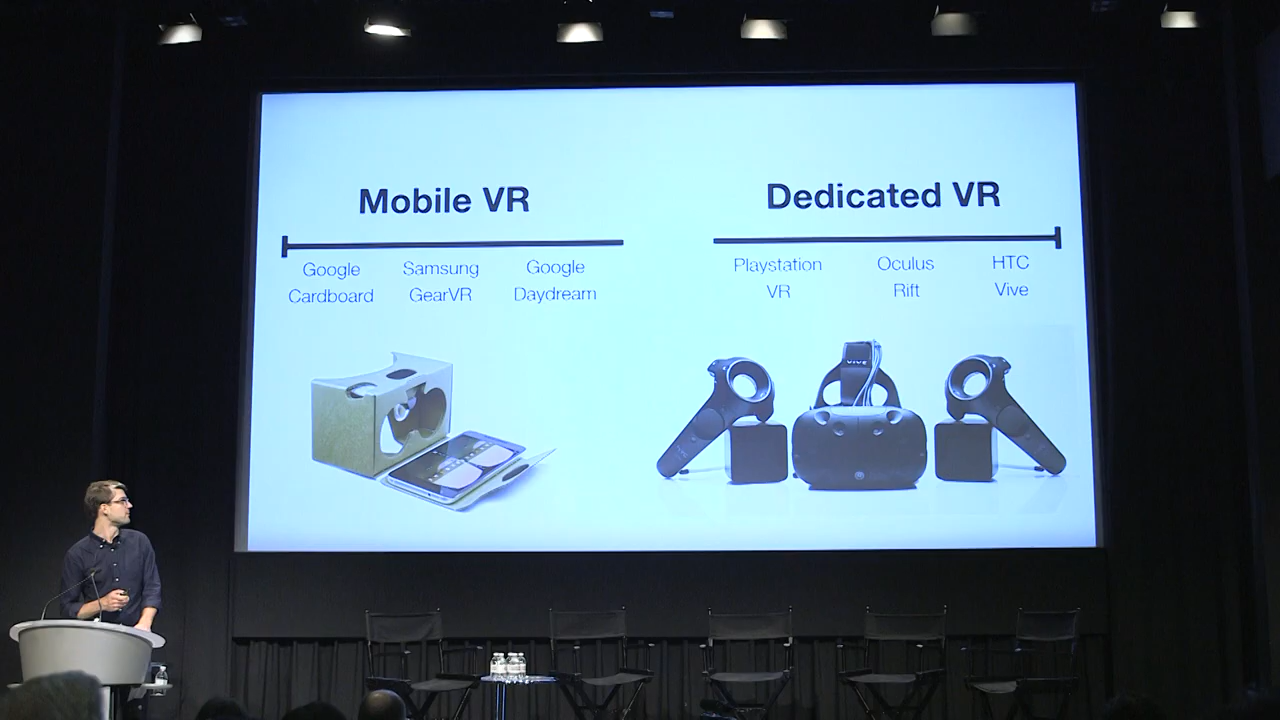 Mobile VR
Google
Cardboard
Samsung
GearVR
Google
Daydream
Dedicated VR
Playstation
VR
Oculus
Rift
HTC
Vive
VIVE